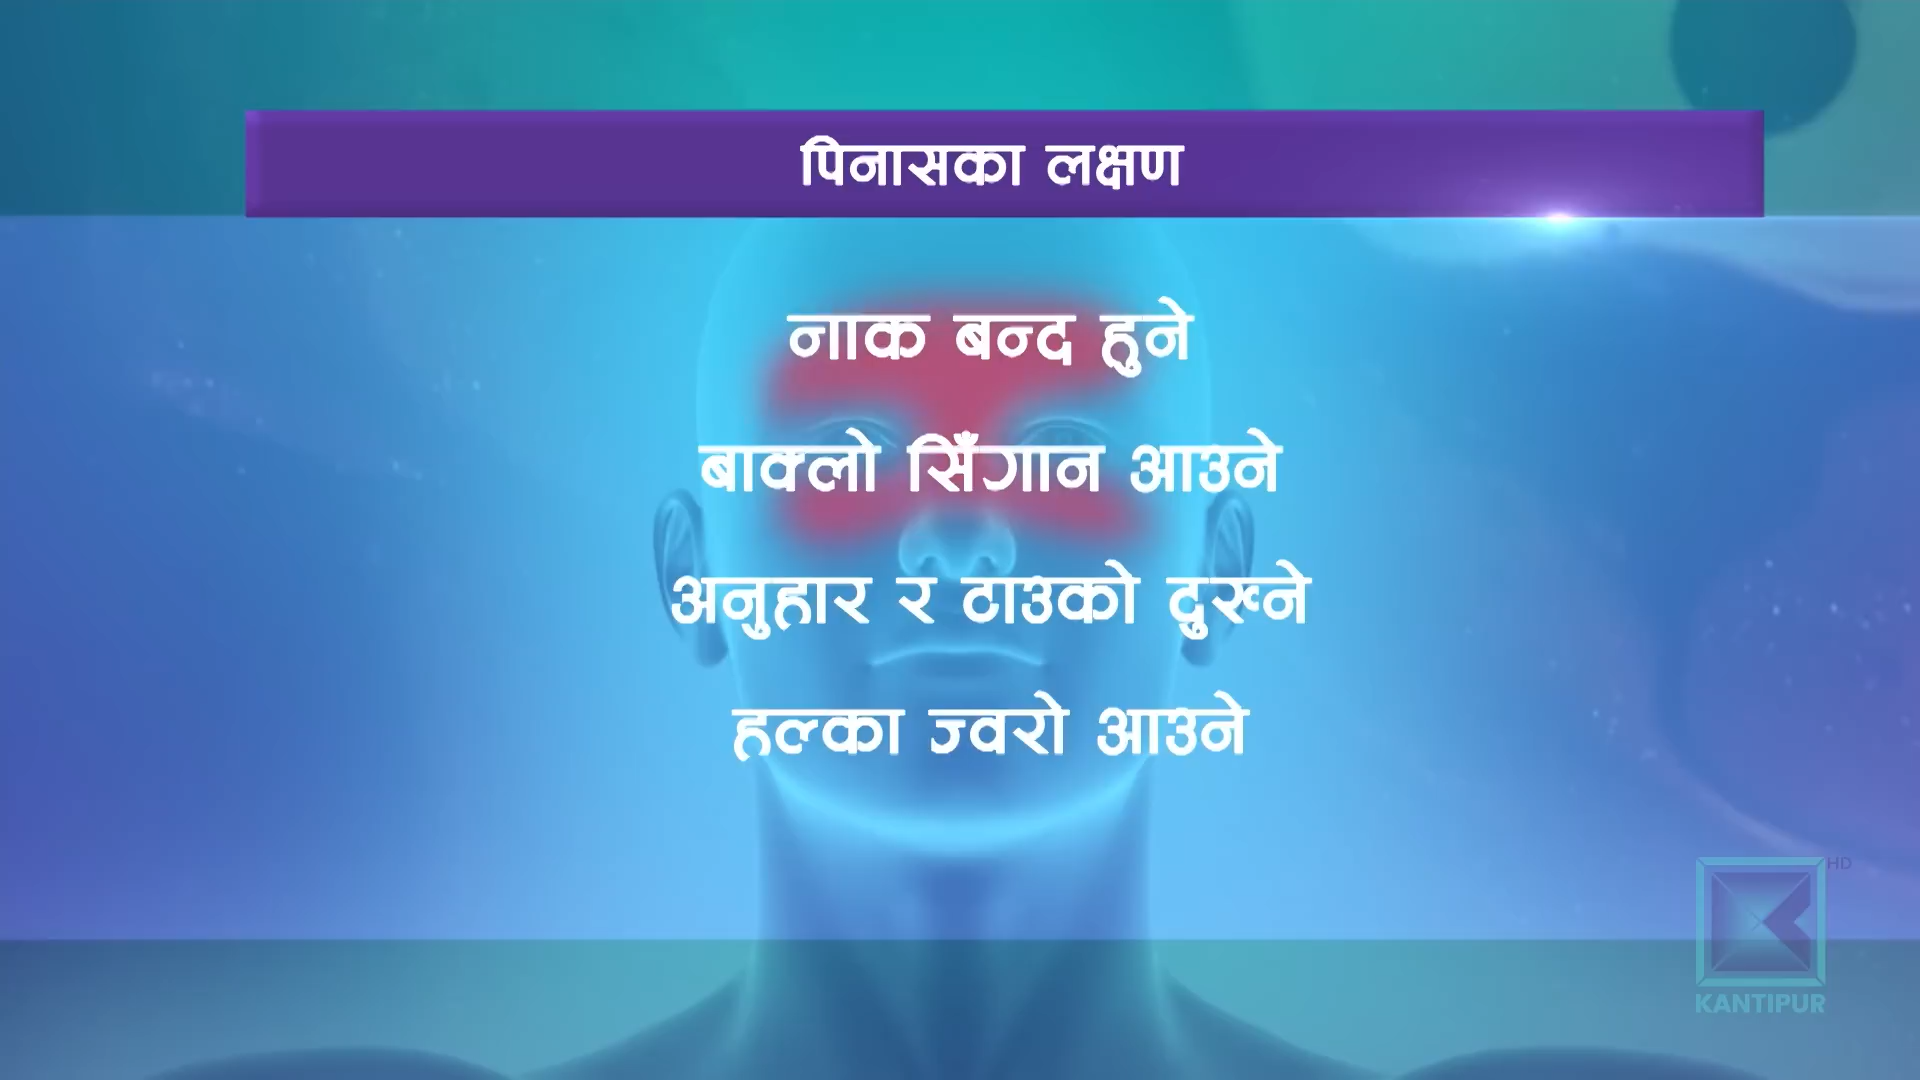 पिनासका लक्षण
नाक बन्द हुने
बाक्लो सिँगान आउने
अनुहार र टाउको दुख्ने
हल्का ज्वरो आउने
HD
KANTIPUR